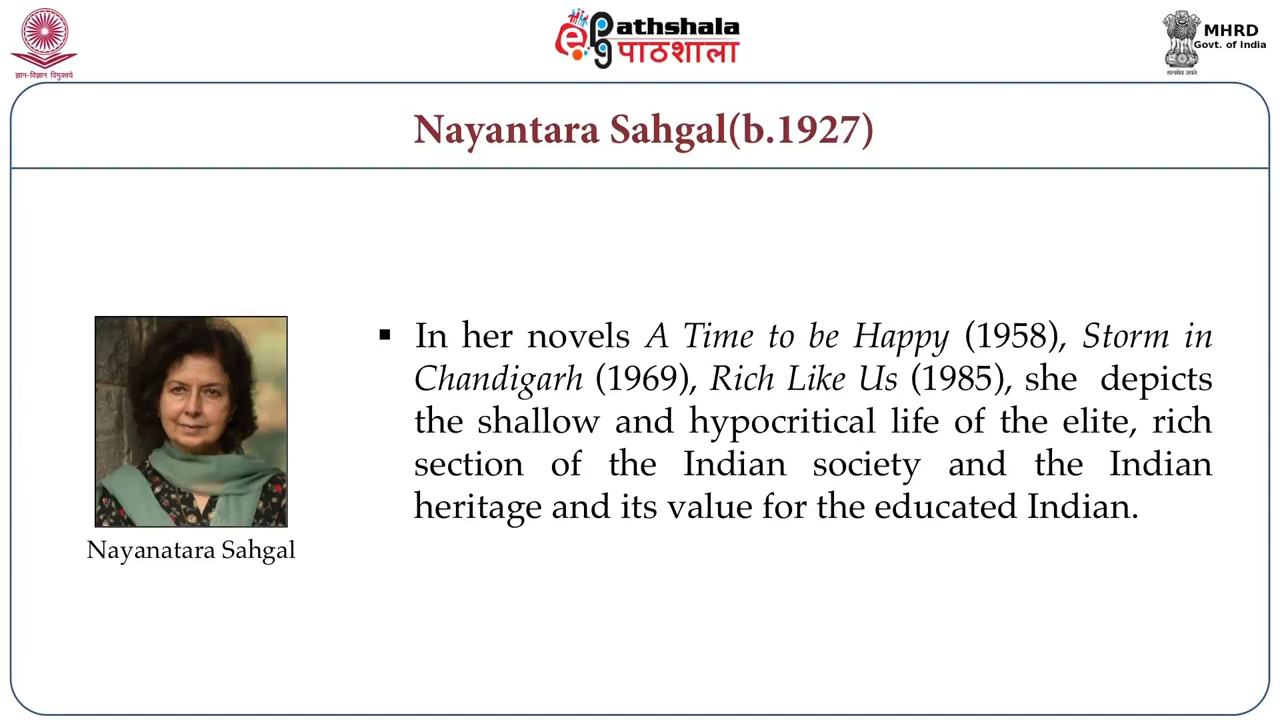 ज्ञान-विज्ञान विमुक्तये
ePG Pathshala
पाठशाला
MHRD
Govt. of India
सत्यमेव जयते
Nayantara Sahgal(b.1927)
▪ In her novels A Time to be Happy (1958), Storm in
Chandigarh (1969), Rich Like Us (1985), she depicts
the shallow and hypocritical life of the elite, rich
section of the Indian society and the Indian
heritage and its value for the educated Indian.
Nayanatara Sahgal